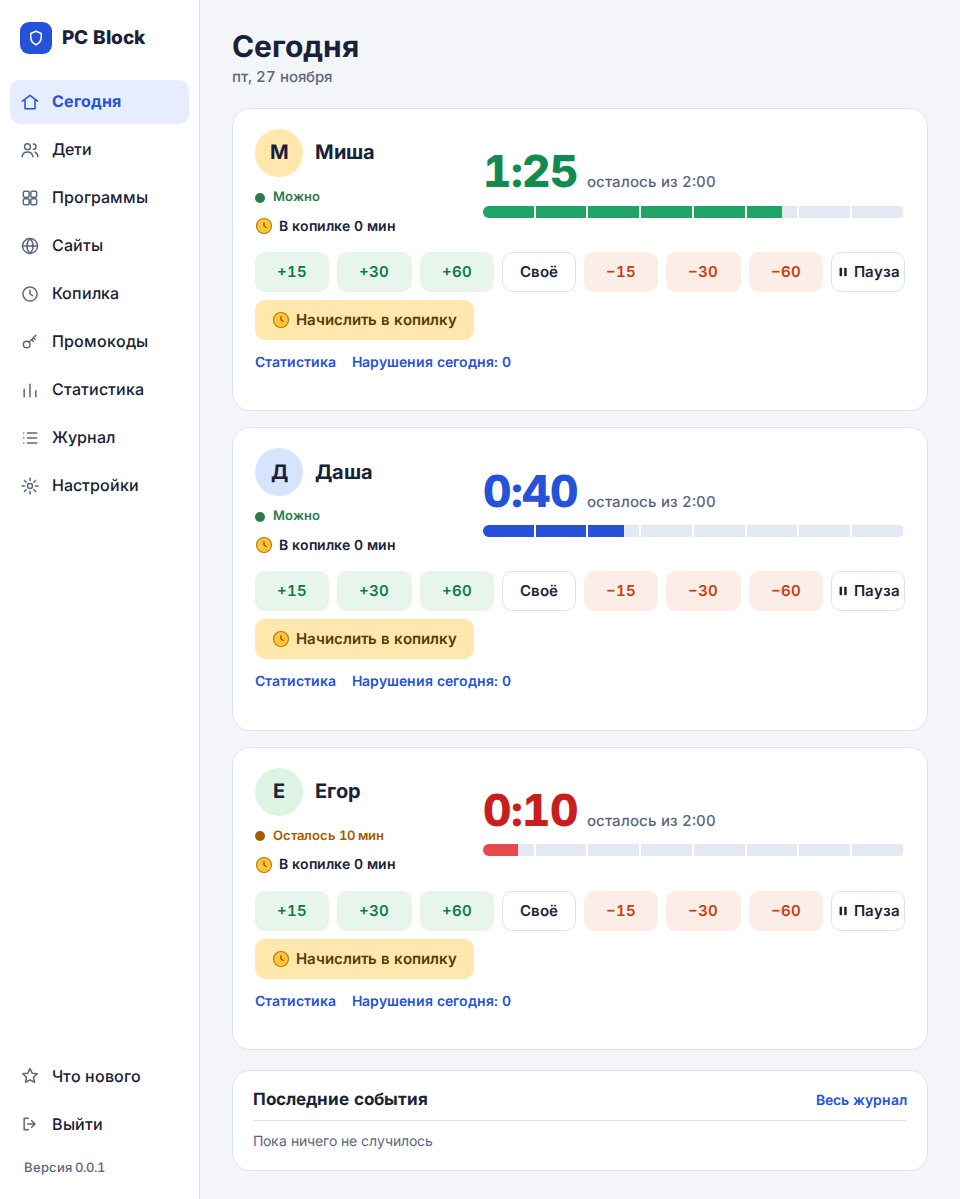 PC Block
Сегодня
Дети
Программы
Сайты
Копилка
Промокоды
Статистика
Журнал
Настройки
Что нового
Выйти
Версия 0.0.1
Сегодня
пт, 27 ноября
М Миша
Можно
В копилке 0 мин
1:25 осталось из 2:00
+15 +30 +60 Своё −15 −30 −60 Пауза
Начислить в копилку
Статистика Нарушения сегодня: 0
Д Даша
Можно
В копилке 0 мин
0:40 осталось из 2:00
+15 +30 +60 Своё −15 −30 −60 Пауза
Начислить в копилку
Статистика Нарушения сегодня: 0
Е Егор
Осталось 10 мин
В копилке 0 мин
0:10 осталось из 2:00
+15 +30 +60 Своё −15 −30 −60 Пауза
Начислить в копилку
Статистика Нарушения сегодня: 0
Последние события Весь журнал
Пока ничего не случилось